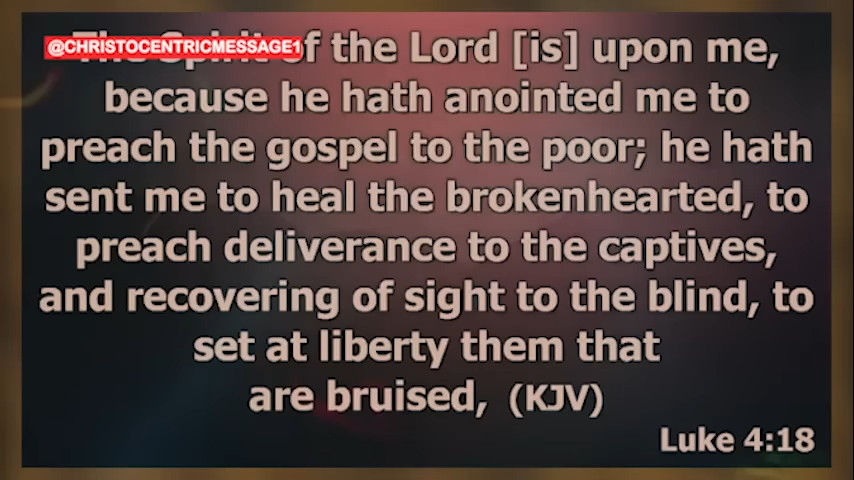 @CHRISTOCENTRICMESSAGE1
The Spirit of the Lord [is] upon me,
because he hath anointed me to
preach the gospel to the poor; he hath
sent me to heal the brokenhearted, to
preach deliverance to the captives,
and recovering of sight to the blind, to
set at liberty them that
are bruised, (KJV)
Luke 4:18